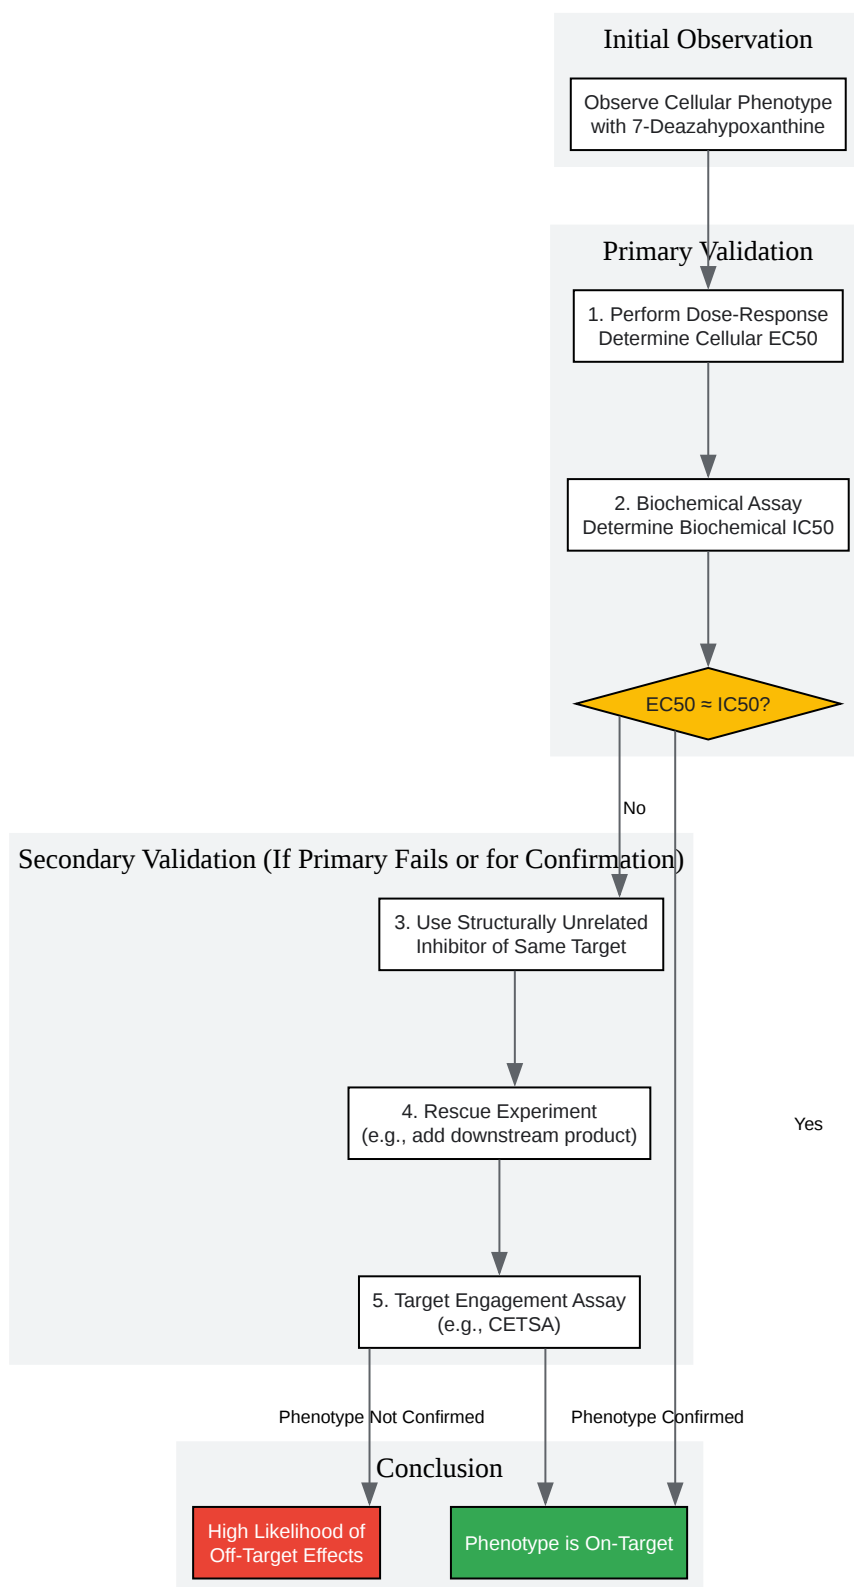 Initial Observation
Observe Cellular Phenotype
with 7-Deazahypoxanthine
Primary Validation
1. Perform Dose-Response
Determine Cellular EC50
2. Biochemical Assay
Determine Biochemical IC50
EC50 ≈ IC50?
No
Secondary Validation (If Primary Fails or for Confirmation)
3. Use Structurally Unrelated
Inhibitor of Same Target
4. Rescue Experiment
(e.g., add downstream product)
Yes
5. Target Engagement Assay
(e.g., CETSA)
Phenotype Not Confirmed
Phenotype Confirmed
Conclusion
High Likelihood of
Off-Target Effects
Phenotype is On-Target